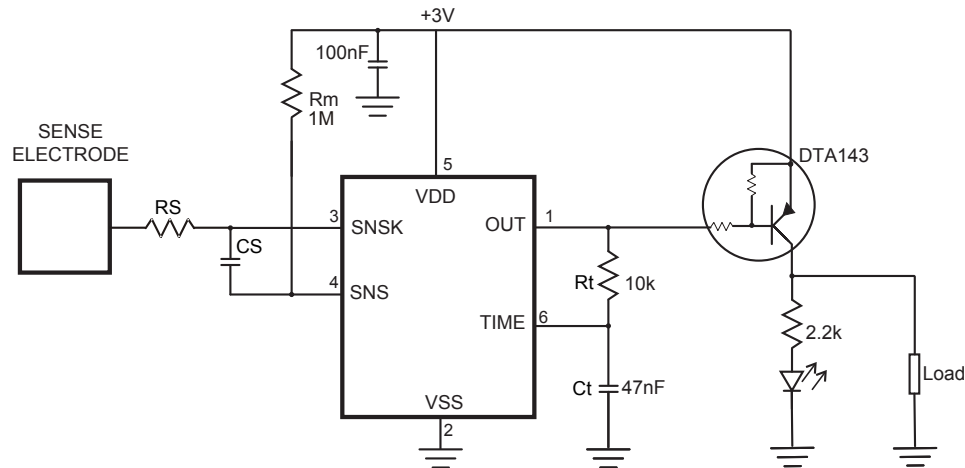 +3V
100nF
Rm
1M
SENSE
ELECTRODE
DTA143
5
VDD
RS
3
SNSK
OUT
1
CS
4
SNS
Rt
10k
TIME
6
2.2k
Ct
47nF
Load
VSS
2